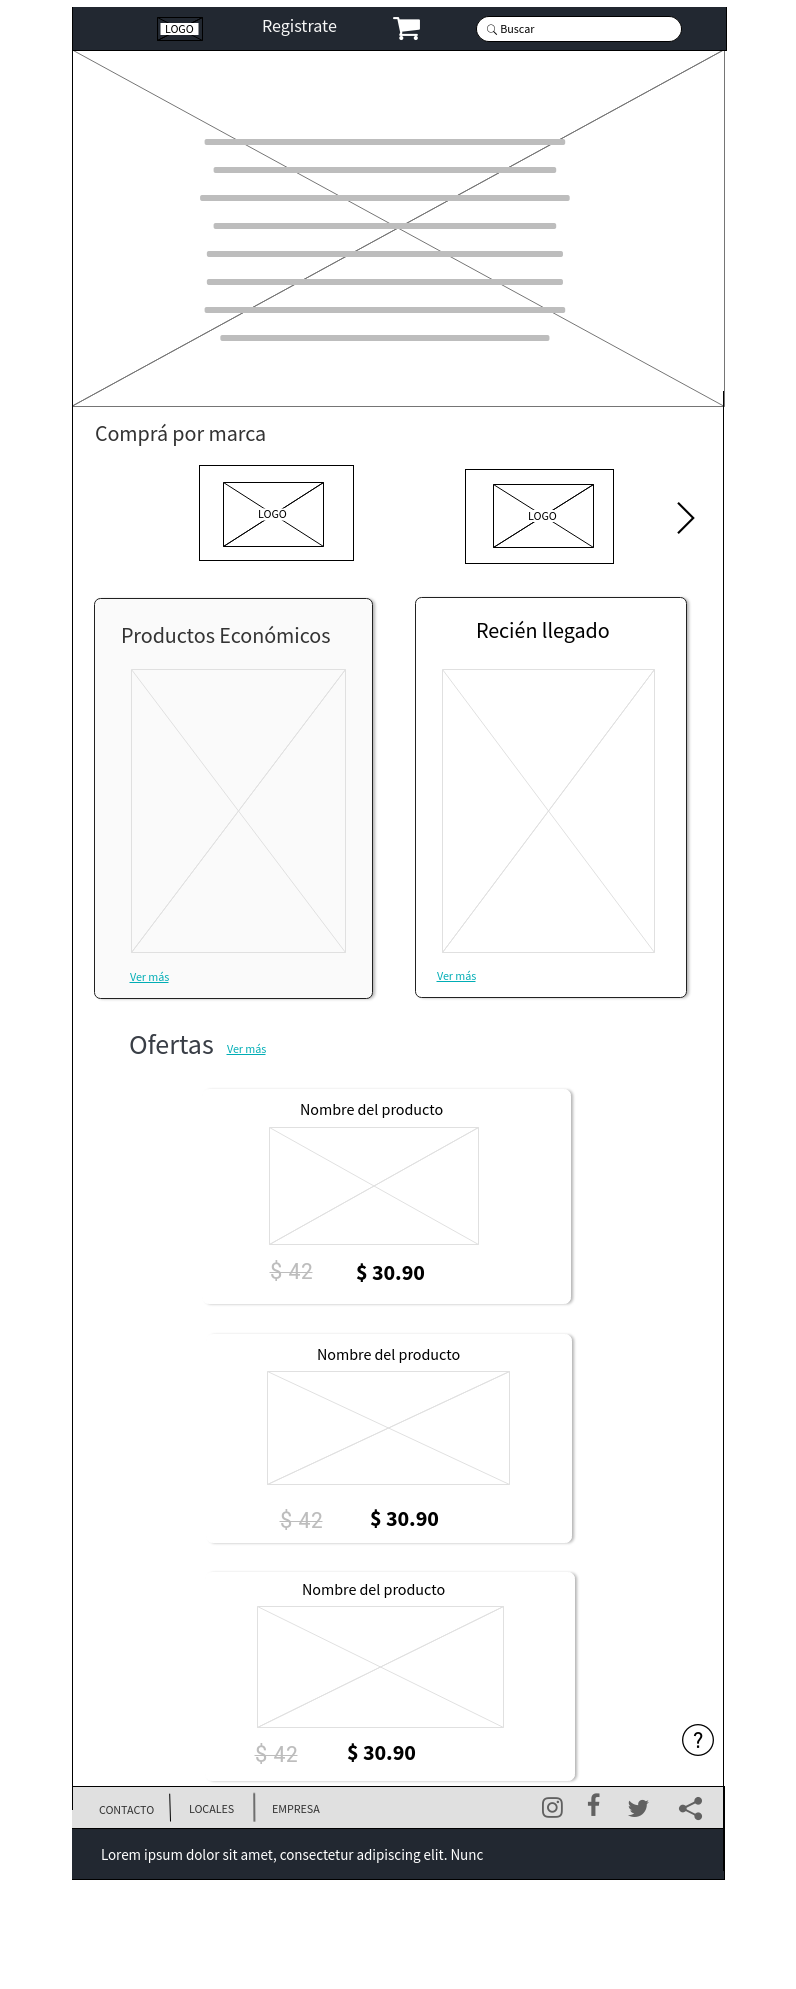 LOGO
Registrate
Buscar
Comprá por marca
LOGO
LOGO
Productos Económicos
Recién llegado
Ver más
Ver más
Ofertas
Ver más
Nombre del producto
$ 42
$ 30.90
Nombre del producto
$ 42
$ 30.90
Nombre del producto
$ 42
$ 30.90
?
CONTACTO
LOCALES
EMPRESA
Lorem ipsum dolor sit amet, consectetur adipiscing elit. Nunc